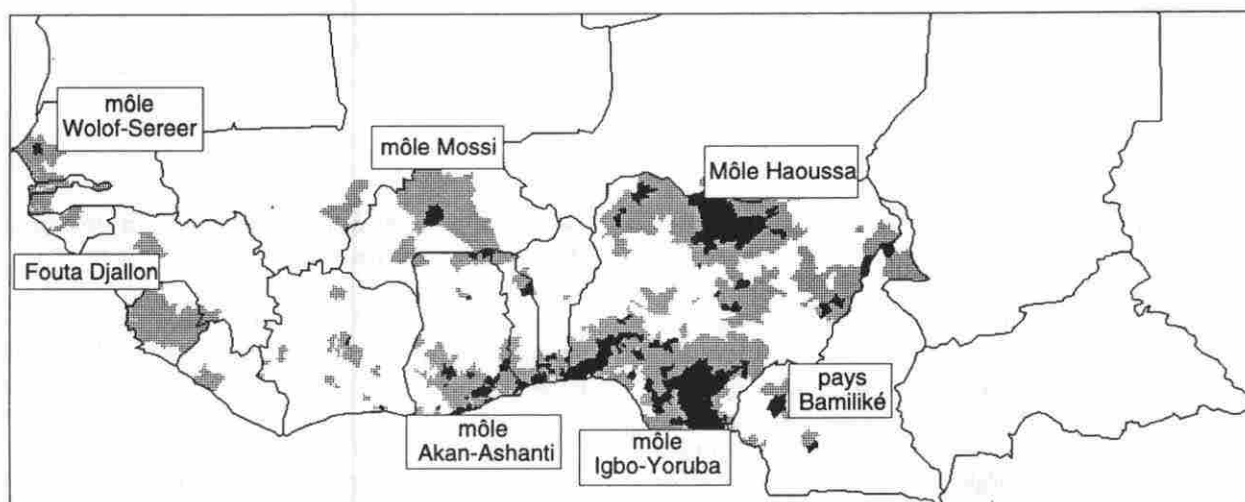 môle
Wolof-Sereer
môle Mossi
Môle Haoussa
Fouta Djallon
pays
Bamiliké
môle
Akan-Ashanti
môle
Igbo-Yoruba